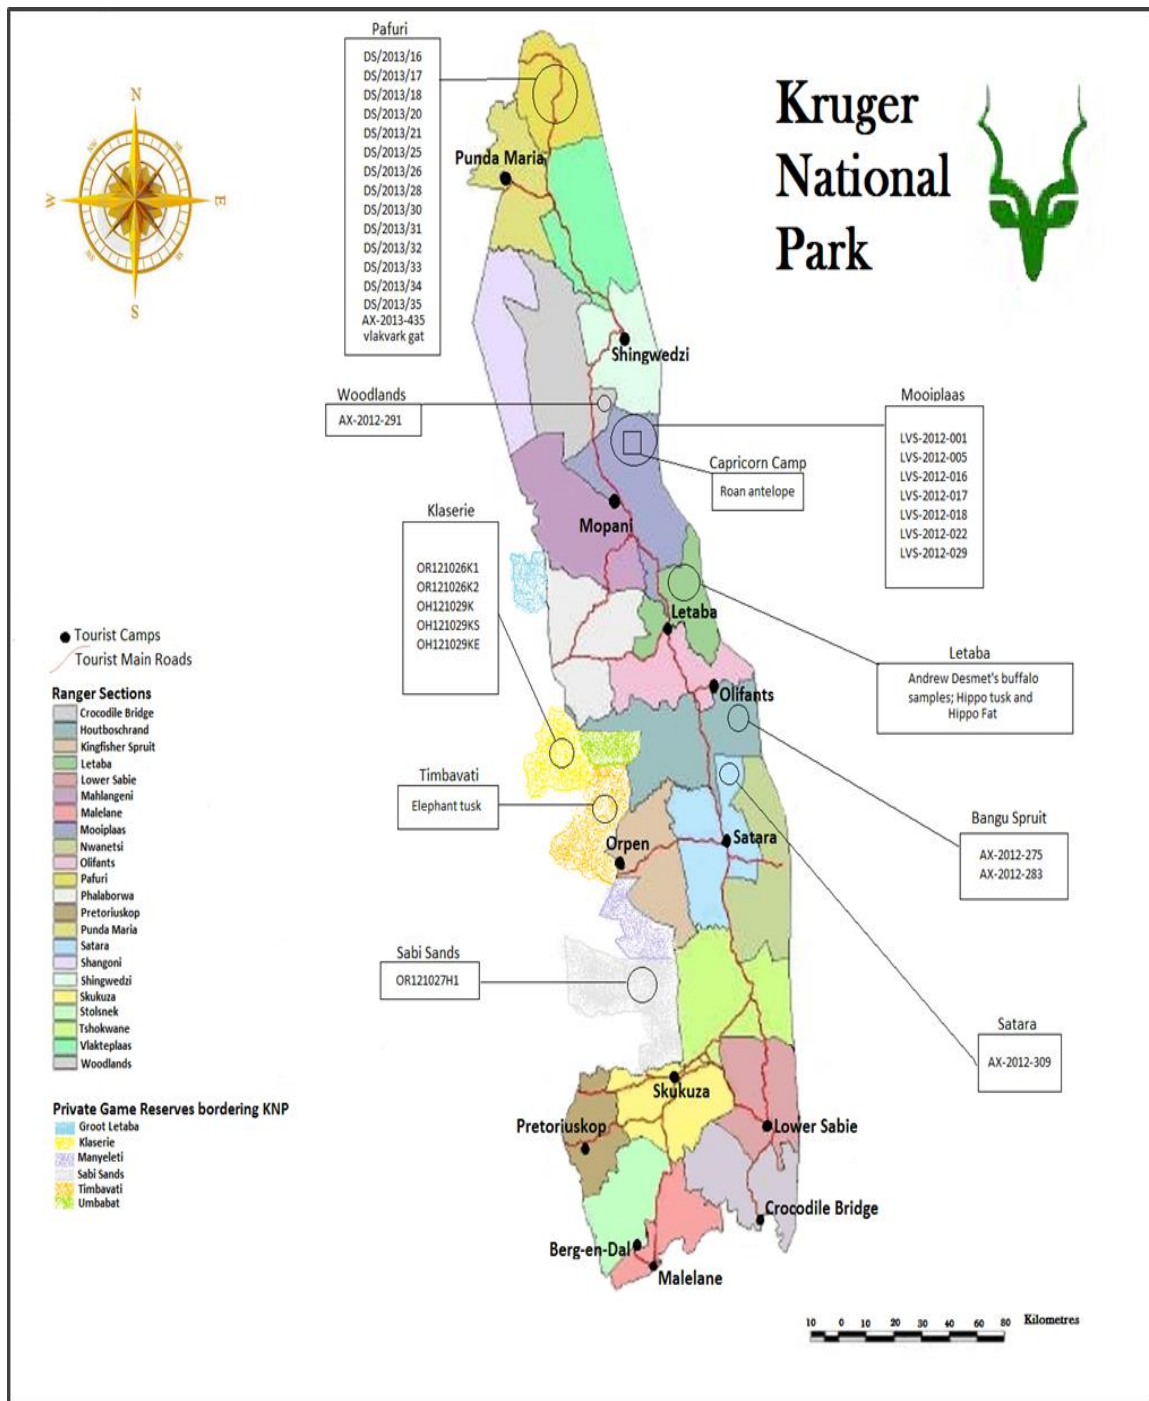 Kruger
National
Park
N
NE
E
SE
S
SW
W
NW
Pafuri
DS/2013/16
DS/2013/17
DS/2013/18
DS/2013/20
DS/2013/21
DS/2013/25
DS/2013/26
DS/2013/28
DS/2013/30
DS/2013/31
DS/2013/32
DS/2013/33
DS/2013/34
DS/2013/35
AX-2013-435
vlakvark gat
Punda Maria
Shingwedzi
Woodlands
AX-2012-291
Mooiplaas
LVS-2012-001
LVS-2012-005
LVS-2012-016
LVS-2012-017
LVS-2012-018
LVS-2012-022
LVS-2012-029
Capricorn Camp
Roan antelope
Mopani
Klaserie
OR121026K1
OR121026K2
OH121029K
OH121029KS
OH121029KE
Letaba
Letaba
Andrew Desmet's buffalo
samples; Hippo tusk and
Hippo Fat
Olifants
Timbavati
Elephant tusk
Bangu Spruit
AX-2012-275
AX-2012-283
Orpen
Satara
Sabi Sands
OR121027H1
Satara
AX-2012-309
Skukuza
Pretoriuskop
Lower Sabie
Crocodile Bridge
Berg-en-Dal
Malelane
Tourist Camps
Tourist Main Roads
Ranger Sections
Crocodile Bridge
Houtboschrand
Kingfisher Spruit
Letaba
Lower Sabie
Mahlangeni
Malelane
Mooiplaas
Nwanetsi
Olifants
Pafuri
Phalaborwa
Pretoriuskop
Punda Maria
Satara
Shangoni
Shingwedzi
Skukuza
Stolsnek
Tshokwane
Vlakteplaas
Woodlands
Private Game Reserves bordering KNP
Groot Letaba
Klaserie
Manyeleti
Sabi Sands
Timbavati
Umbabat
10 0 10 20 30 40 60 80 Kilometres